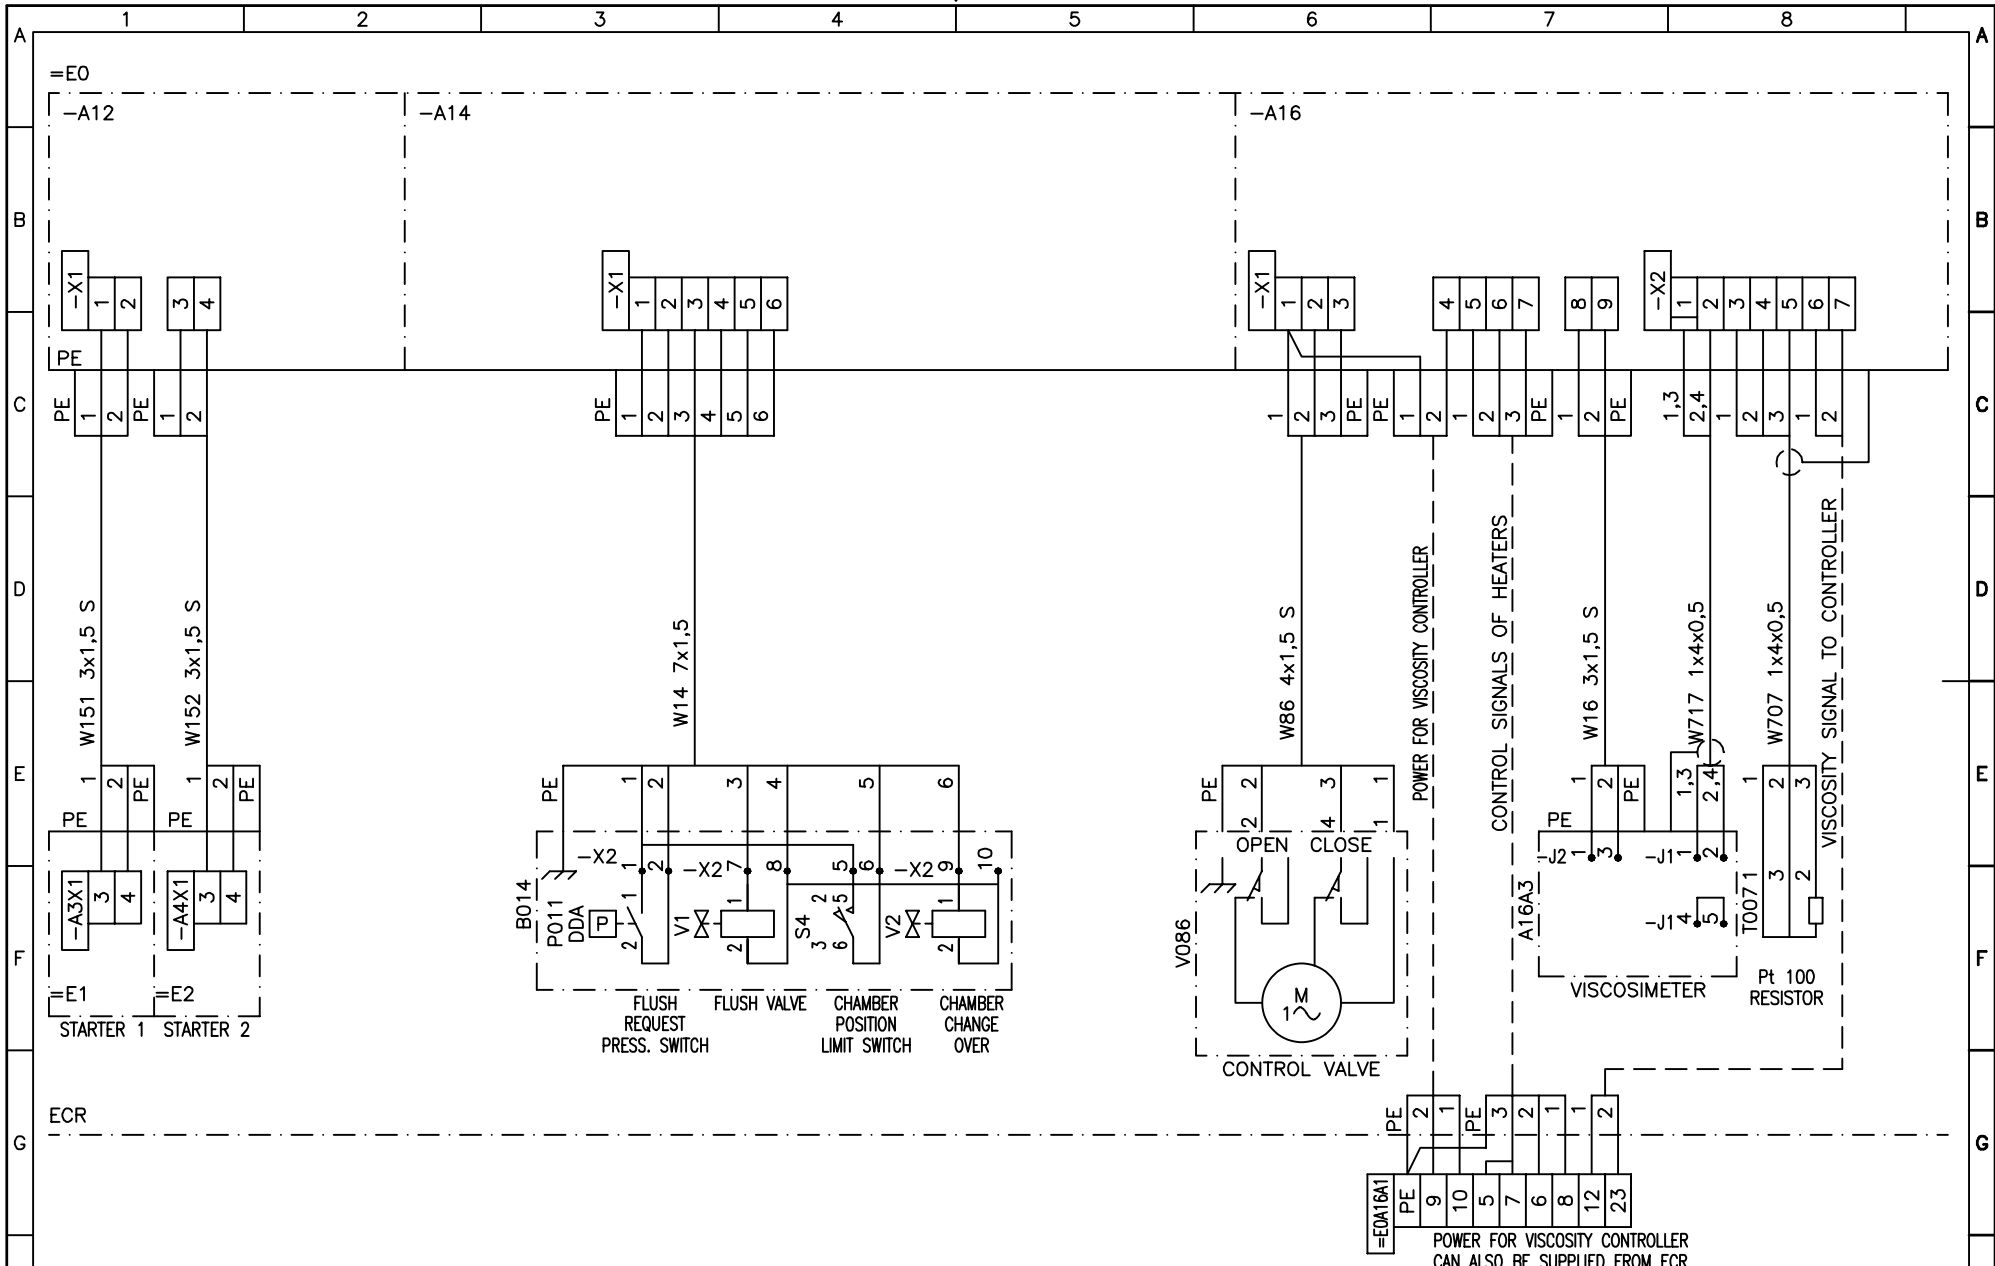 1 2 3 4 5 6 7 8
A A
=E0
-A12 -A14 -A16
B B
-X1 1 2 3 4
-X1 1 2 3 4 5 6
-X1 1 2 3 4 5 6 7 8 9
-X2 1 2 3 4 5 6 7
PE
C C
PE 1 2 PE 1 2
PE 1 2 3 4 5 6
1 2 3 PE PE 1 2 1 2 3 PE 1 2 PE 1,3 2,4 1 2 3 1 2
D D
W151 3x1,5 S
W152 3x1,5 S
W14 7x1,5
W86 4x1,5 S
POWER FOR VISCOSITY CONTROLLER
CONTROL SIGNALS OF HEATERS
W16 3x1,5 S
W717 1x4x0,5
W707 1x4x0,5
VISCOSITY SIGNAL TO CONTROLLER
E E
1 2 PE 1 2 PE
PE 1 2 3 4 5 6
PE 2 3 1
1 2 PE 1,3 2,4 1 2 3
PE PE
2 OPEN 4 CLOSE 1
PE
-X2 1 2 -X2 7 8 5 6 -X2 9 10
-J2 1 3 -J1 1 2
3 2
-A3X1 3 4
-A4X1 3 4
B014
P011
DDA
P 1 2
V1 1 2
S4 2 5 3 6
V2 1 2
V086
M
1
A16A3
-J1 4 5
T0071
F F
=E1 =E2
STARTER 1 STARTER 2
FLUSH
REQUEST
PRESS. SWITCH
FLUSH VALVE
CHAMBER
POSITION
LIMIT SWITCH
CHAMBER
CHANGE
OVER
CONTROL VALVE
VISCOSIMETER
Pt 100
RESISTOR
ECR
G G
PE 2 1 PE 3 2 1 1 2
=E0A16A1 PE 9 10 5 7 6 8 12 23
POWER FOR VISCOSITY CONTROLLER
CAN ALSO BE SUPPLIED FROM ECR